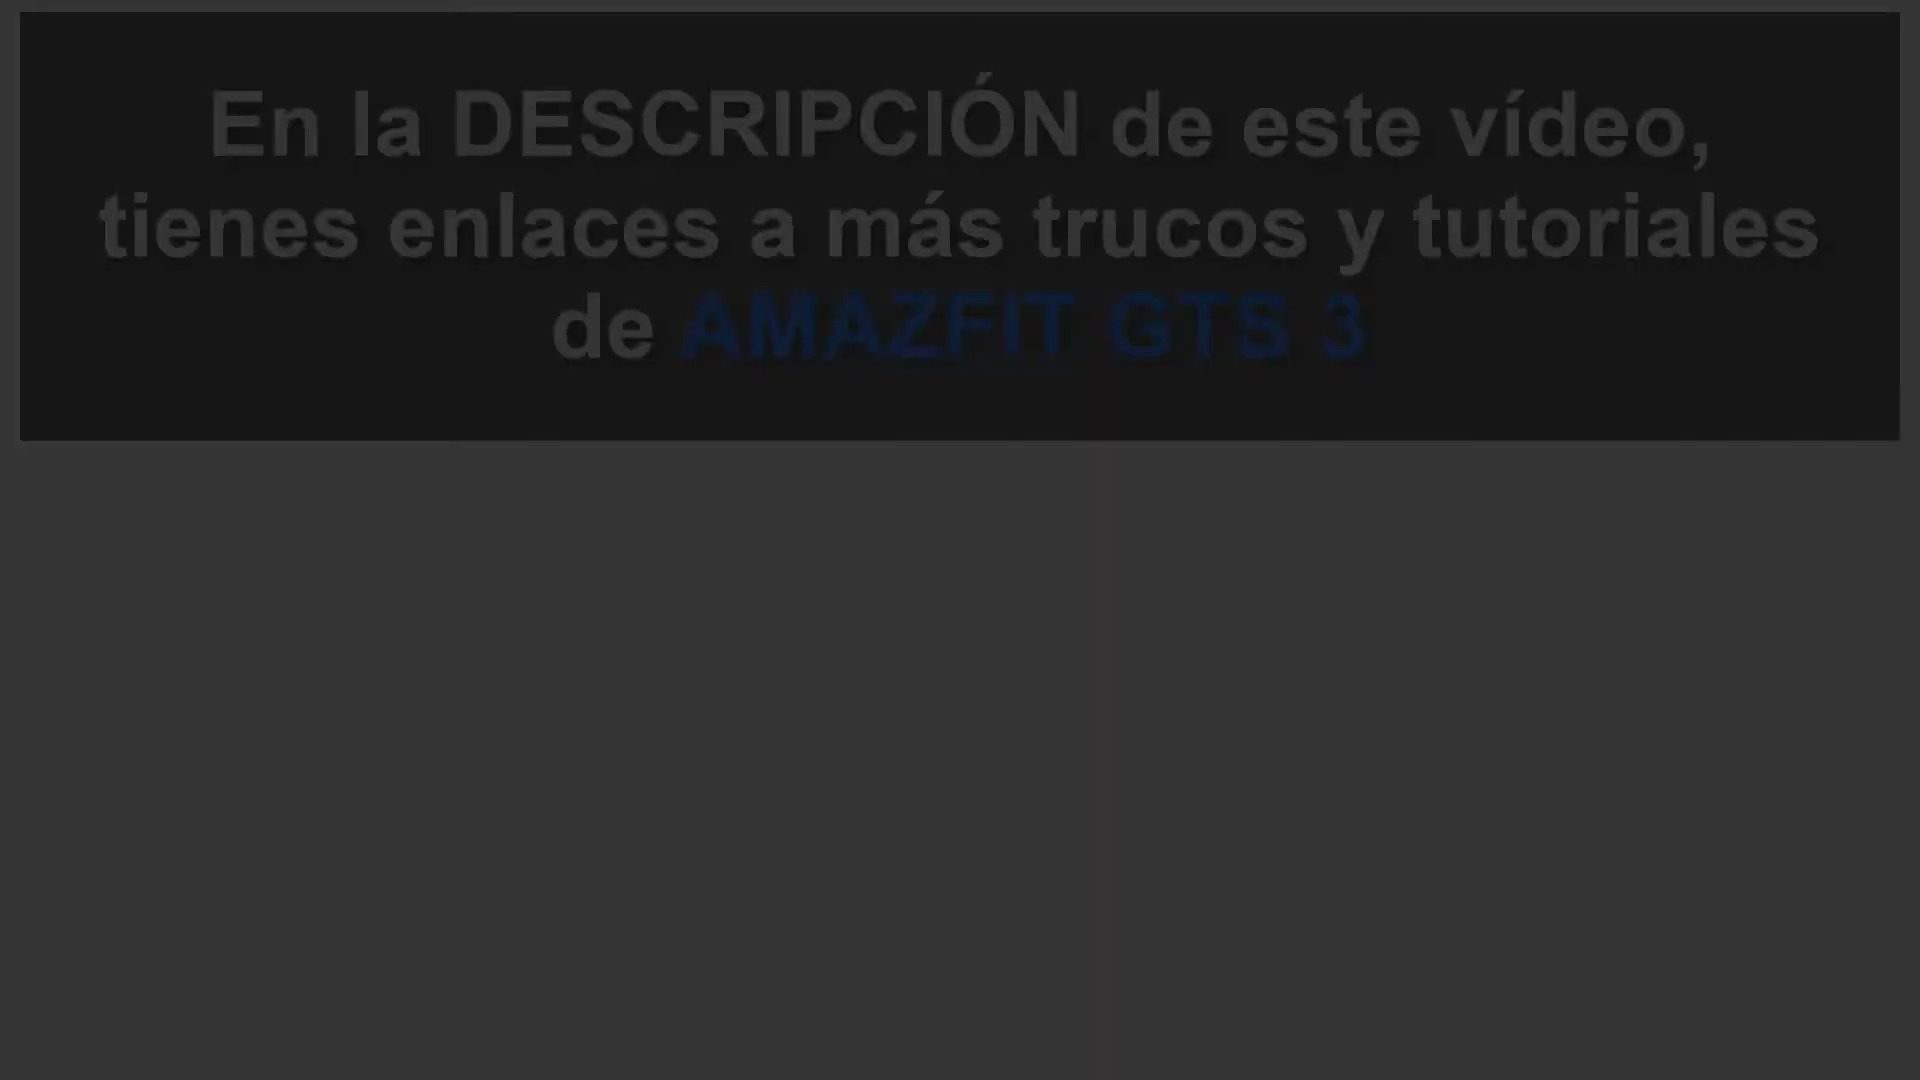 En la DESCRIPCIÓN de este vídeo,
tienes enlaces a más trucos y tutoriales
de AMAZFIT GTS 3